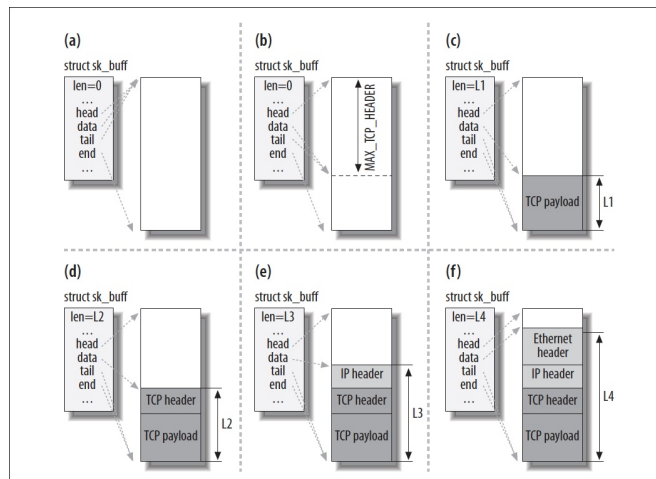 (a)
struct sk_buff
len=0
...
head
data
tail
end
...
(b)
struct sk_buff
len=0
...
head
data
tail
end
...
MAX_TCP_HEADER
(c)
struct sk_buff
len=L1
...
head
data
tail
end
...
TCP payload
L1
(d)
struct sk_buff
len=L2
...
head
data
tail
end
...
TCP header
TCP payload
L2
(e)
struct sk_buff
len=L3
...
head
data
tail
end
...
IP header
TCP header
TCP payload
L3
(f)
struct sk_buff
len=L4
...
head
data
tail
end
...
Ethernet
header
IP header
TCP header
TCP payload
L4